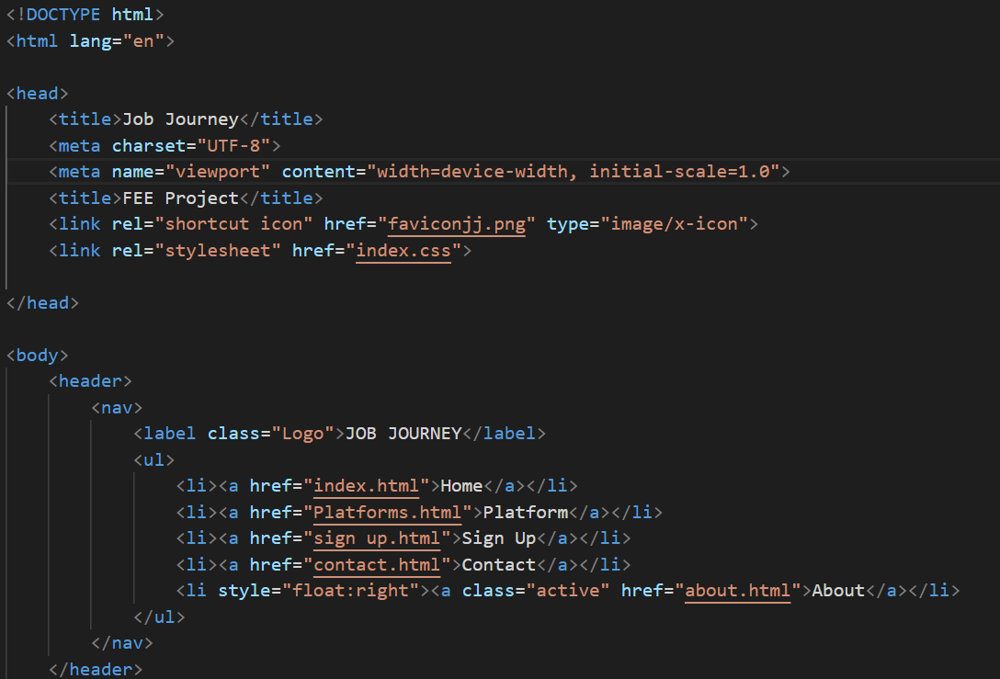 <!DOCTYPE html>
<html lang="en">
<head>
<title>Job Journey</title>
<meta charset="UTF-8">
<meta name="viewport" content="width=device-width, initial-scale=1.0">
<title>FEE Project</title>
<link rel="shortcut icon" href="faviconjj.png" type="image/x-icon">
<link rel="stylesheet" href="index.css">
</head>
<body>
<header>
<nav>
<label class="Logo">JOB JOURNEY</label>
<ul>
<li><a href="index.html">Home</a></li>
<li><a href="Platforms.html">Platform</a></li>
<li><a href="sign up.html">Sign Up</a></li>
<li><a href="contact.html">Contact</a></li>
<li style="float:right"><a class="active" href="about.html">About</a></li>
</ul>
</nav>
</header>